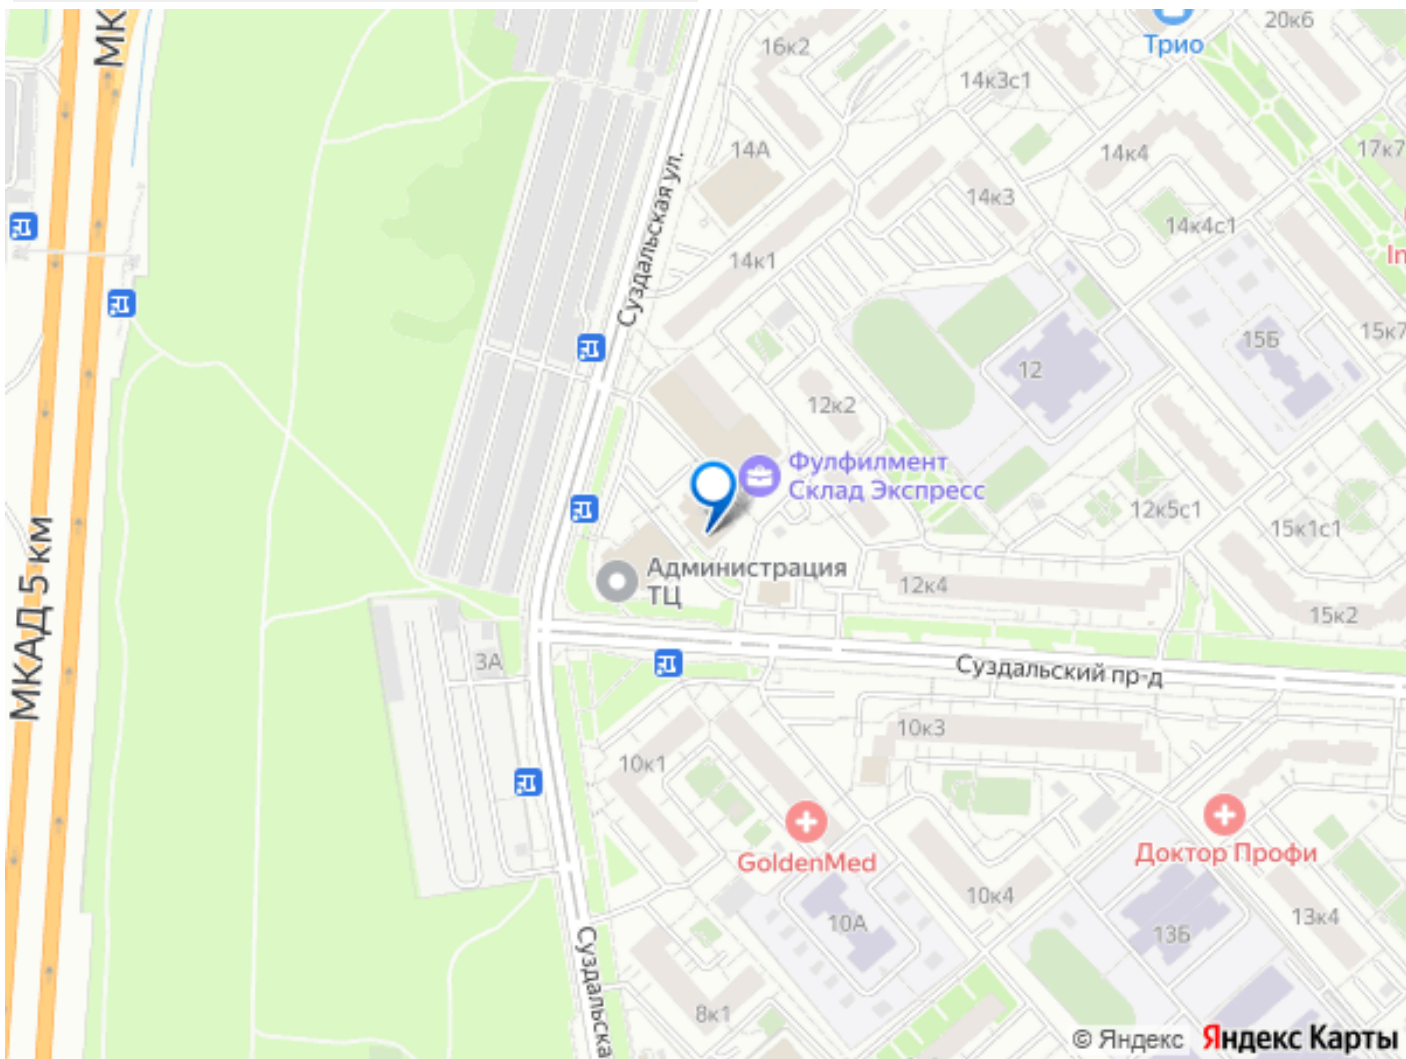 МК
20к6
Трио
16к2
14к3с1
14А
14к4
17к7
14к3
14к4с1
Суздальская ул.
14к1
In
15Б
15к7
12
12к2
Фулфилмент
Склад Экспресс
12к5с1
15к1с1
МКАД 5 км
Администрация
ТЦ
12к4
15к2
3А
Суздальский пр-д
10к3
10к1
GoldenMed
Доктор Профи
10к4
10А
13к4
13Б
Суздальска
8к1
© Яндекс Яндекс Карты